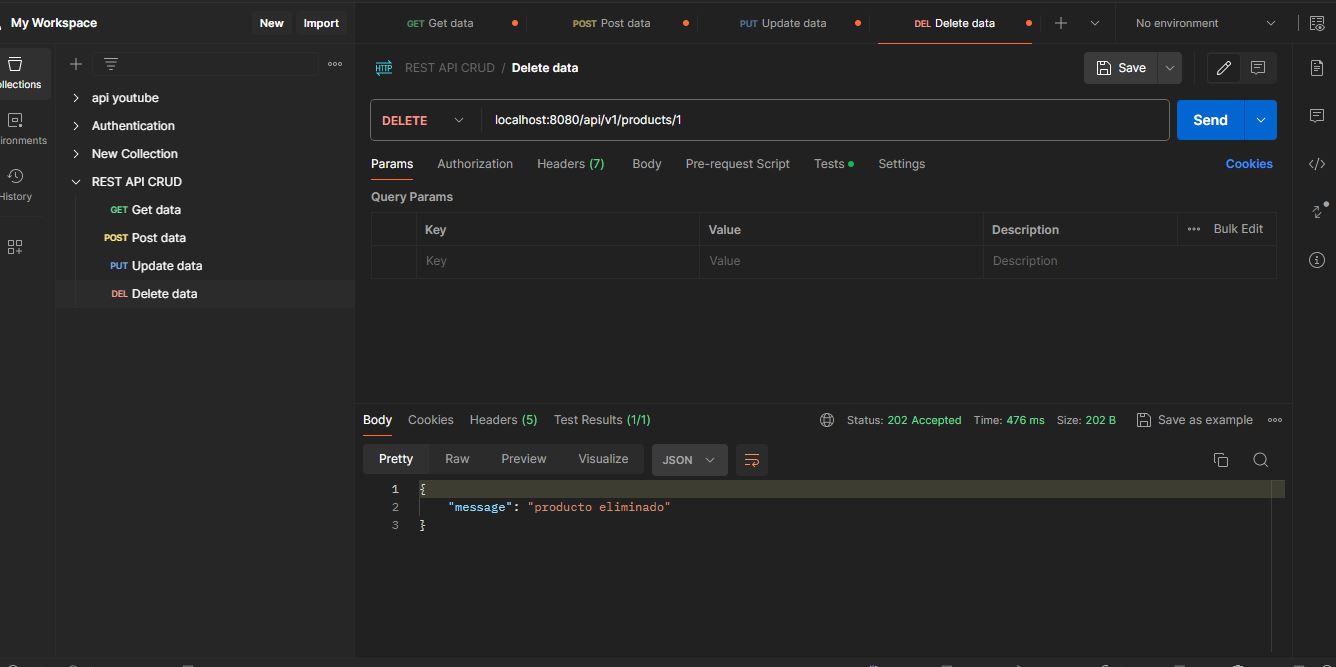 My Workspace
New
Import
GET Get data
POST Post data
PUT Update data
DEL Delete data
No environment
HTTP REST API CRUD / Delete data
Save
api youtube
Authentication
New Collection
REST API CRUD
GET Get data
POST Post data
PUT Update data
DEL Delete data
llections
ironments
History
DELETE
localhost:8080/api/v1/products/1
Send
Params
Authorization
Headers (7)
Body
Pre-request Script
Tests
Settings
Cookies
Query Params
Key
Value
Description
Bulk Edit
Key
Value
Description
Body
Cookies
Headers (5)
Test Results (1/1)
Status: 202 Accepted
Time: 476 ms
Size: 202 B
Save as example
Pretty
Raw
Preview
Visualize
JSON
1 {
2 "message": "producto eliminado"
3 }